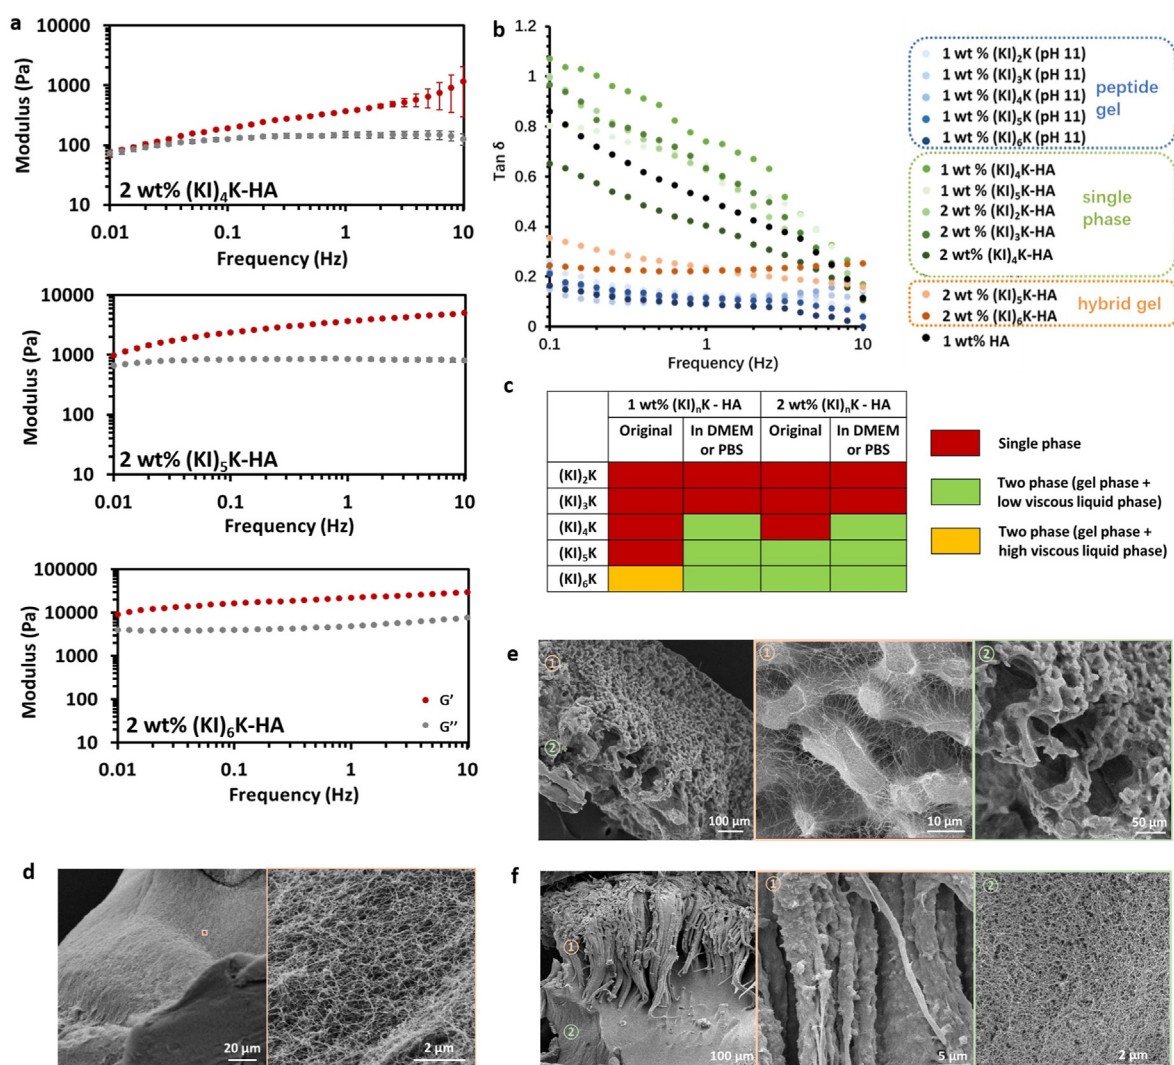 a
Modulus (Pa)
10000
1000
100
10
2 wt% (KI)₄K-HA
0.01 0.1 1 10
Frequency (Hz)
Modulus (Pa)
10000
1000
100
10
2 wt% (KI)₅K-HA
0.01 0.1 1 10
Frequency (Hz)
Modulus (Pa)
100000
10000
1000
100
10
G'
G''
2 wt% (KI)₆K-HA
0.01 0.1 1 10
Frequency (Hz)
b
Tan δ
1.2
1
0.8
0.6
0.4
0.2
0
0.1 1 10
Frequency (Hz)
1 wt % (KI)₂K (pH 11)
1 wt % (KI)₃K (pH 11)
1 wt % (KI)₄K (pH 11)
1 wt % (KI)₅K (pH 11)
1 wt % (KI)₆K (pH 11)
peptide
gel
1 wt % (KI)₄K-HA
1 wt % (KI)₅K-HA
2 wt % (KI)₂K-HA
2 wt % (KI)₃K-HA
2 wt% (KI)₄K-HA
single
phase
2 wt % (KI)₅K-HA
2 wt % (KI)₆K-HA
hybrid gel
1 wt% HA
c
1 wt% (KI)ₙK - HA 2 wt% (KI)ₙK - HA
Original In DMEM or PBS Original In DMEM or PBS
(KI)₂K
(KI)₃K
(KI)₄K
(KI)₅K
(KI)₆K
Single phase
Two phase (gel phase +
low viscous liquid phase)
Two phase (gel phase +
high viscous liquid phase)
d
20 µm
2 µm
e
①
②
100 µm
①
10 µm
②
50 µm
f
①
②
100 µm
①
5 µm
②
2 µm